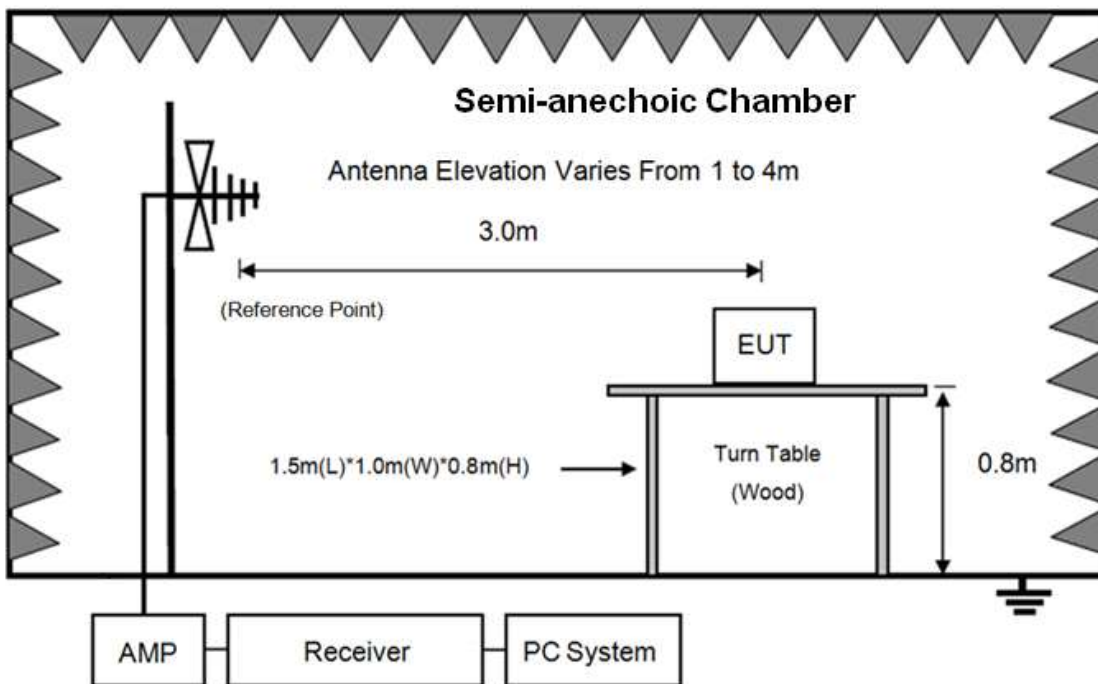 Semi-anechoic Chamber
Antenna Elevation Varies From 1 to 4m
3.0m
(Reference Point)
EUT
1.5m(L)*1.0m(W)*0.8m(H)
Turn Table
(Wood)
0.8m
AMP
Receiver
PC System